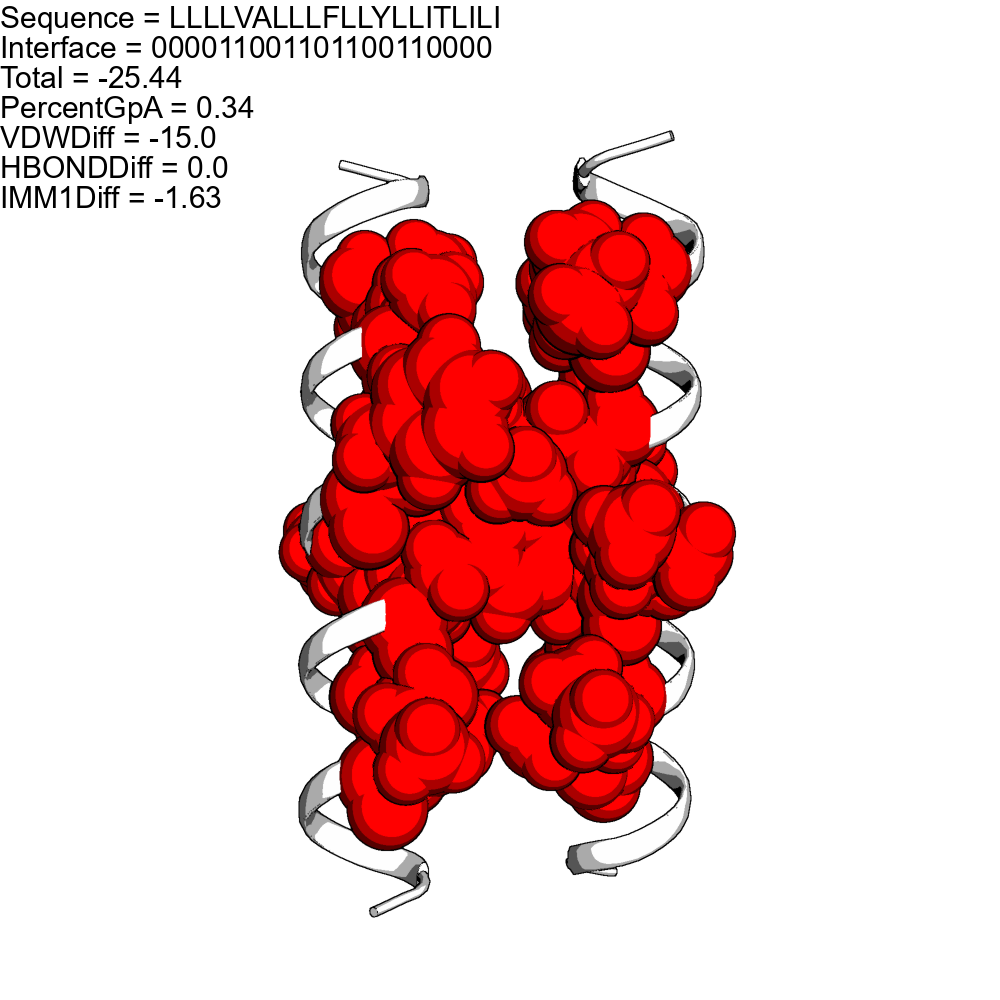 Sequence = LLLLVALLLFLLYLLITLILI
Interface = 000011001101100110000
Total = -25.44
PercentGpA = 0.34
VDWDiff = -15.0
HBONDDiff = 0.0
IMM1Diff = -1.63